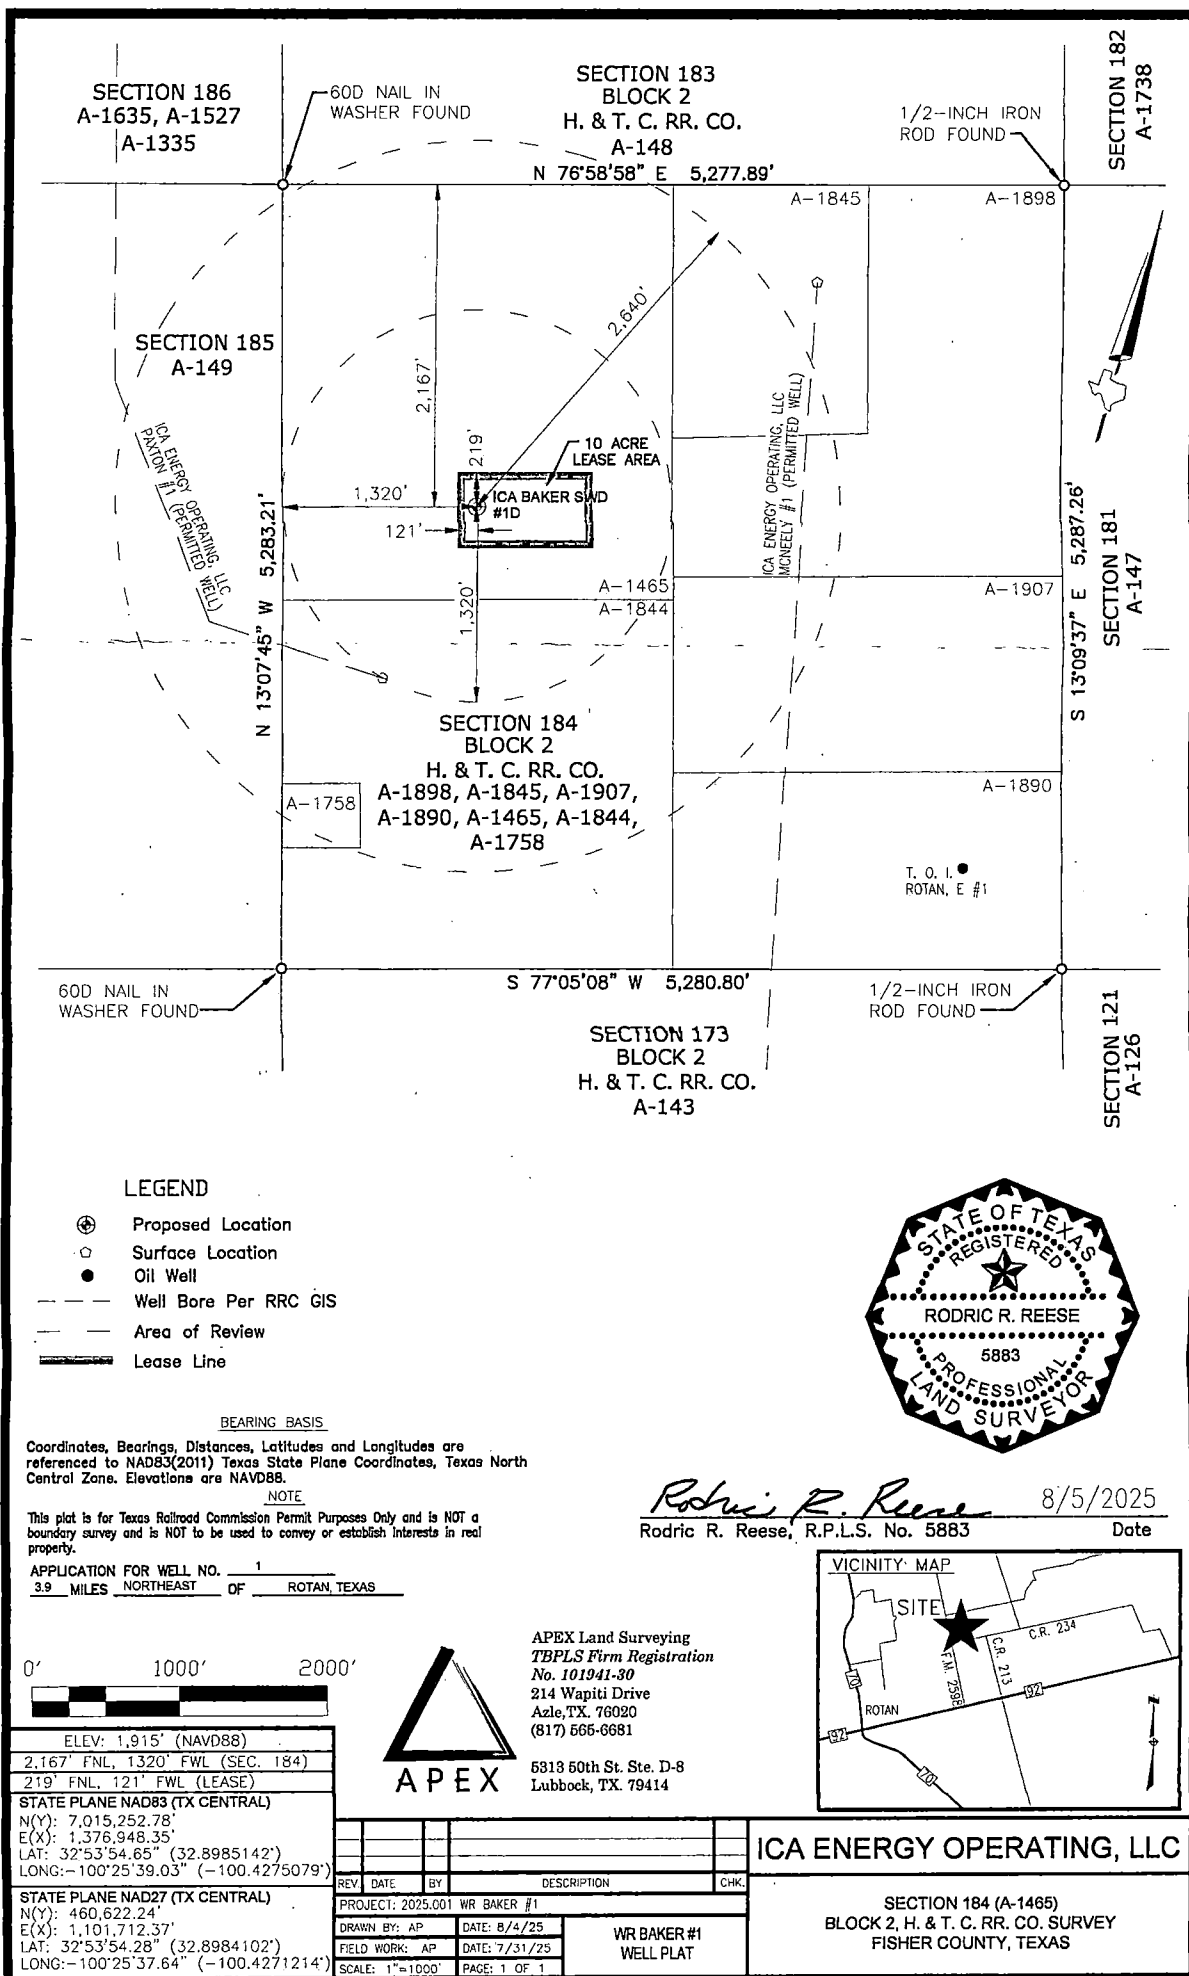 SECTION 186
A-1635, A-1527
A-1335
60D NAIL IN
WASHER FOUND
SECTION 183
BLOCK 2
H. & T. C. RR. CO.
A-148
N 76°58'58" E 5,277.89'
1/2-INCH IRON
ROD FOUND
SECTION 182
A-1738
A-1845
A-1898
SECTION 185
A-149
2,640'
2,167'
219'
10 ACRE
LEASE AREA
1,320'
ICA BAKER SWD
#1D
121'
1,320'
ICA ENERGY OPERATING, LLC
PAXTON #1 (PERMITTED WELL)
ICA ENERGY OPERATING, LLC
MCNEELY #1 (PERMITTED WELL)
N 13°07'45" W 5,283.21'
S 13°09'37" E 5,287.26'
SECTION 181
A-147
A-1465
A-1844
A-1907
SECTION 184
BLOCK 2
H. & T. C. RR. CO.
A-1898, A-1845, A-1907,
A-1890, A-1465, A-1844,
A-1758
A-1758
A-1890
T. O. I.
ROTAN, E #1
60D NAIL IN
WASHER FOUND
S 77°05'08" W 5,280.80'
1/2-INCH IRON
ROD FOUND
SECTION 173
BLOCK 2
H. & T. C. RR. CO.
A-143
SECTION 121
A-126
LEGEND
Proposed Location
Surface Location
Oil Well
Well Bore Per RRC GIS
Area of Review
Lease Line
STATE OF TEXAS
REGISTERED
RODRIC R. REESE
5883
PROFESSIONAL
LAND SURVEYOR
BEARING BASIS
Coordinates, Bearings, Distances, Latitudes and Longitudes are
referenced to NAD83(2011) Texas State Plane Coordinates, Texas North
Central Zone. Elevations are NAVD88.
NOTE
This plat is for Texas Railroad Commission Permit Purposes Only and is NOT a
boundary survey and is NOT to be used to convey or establish interests in real
property.
APPLICATION FOR WELL NO. 1
3.9 MILES NORTHEAST OF ROTAN, TEXAS
Rodric R. Reese 8/5/2025
Rodric R. Reese, R.P.L.S. No. 5883 Date
VICINITY MAP
SITE
C.R. 234
C.R. 213
F.M. 2598
70
92
ROTAN
92
70
0' 1000' 2000'
APEX
APEX Land Surveying
TBPLS Firm Registration
No. 101941-30
214 Wapiti Drive
Azle,TX. 76020
(817) 565-6681
5313 50th St. Ste. D-8
Lubbock, TX. 79414
ELEV: 1,915' (NAVD88)
2,167' FNL, 1320' FWL (SEC. 184)
219' FNL, 121' FWL (LEASE)
STATE PLANE NAD83 (TX CENTRAL)
N(Y): 7,015,252.78'
E(X): 1,376,948.35'
LAT: 32°53'54.65" (32.8985142°)
LONG:-100°25'39.03" (-100.4275079°)
STATE PLANE NAD27 (TX CENTRAL)
N(Y): 460,622.24'
E(X): 1,101,712.37'
LAT: 32°53'54.28" (32.8984102°)
LONG:-100°25'37.64" (-100.4271214°)
REV. DATE BY DESCRIPTION CHK.
PROJECT: 2025.001 WR BAKER #1
DRAWN BY: AP DATE: 8/4/25
FIELD WORK: AP DATE: 7/31/25
SCALE: 1"=1000' PAGE: 1 OF 1
WR BAKER #1
WELL PLAT
ICA ENERGY OPERATING, LLC
SECTION 184 (A-1465)
BLOCK 2, H. & T. C. RR. CO. SURVEY
FISHER COUNTY, TEXAS